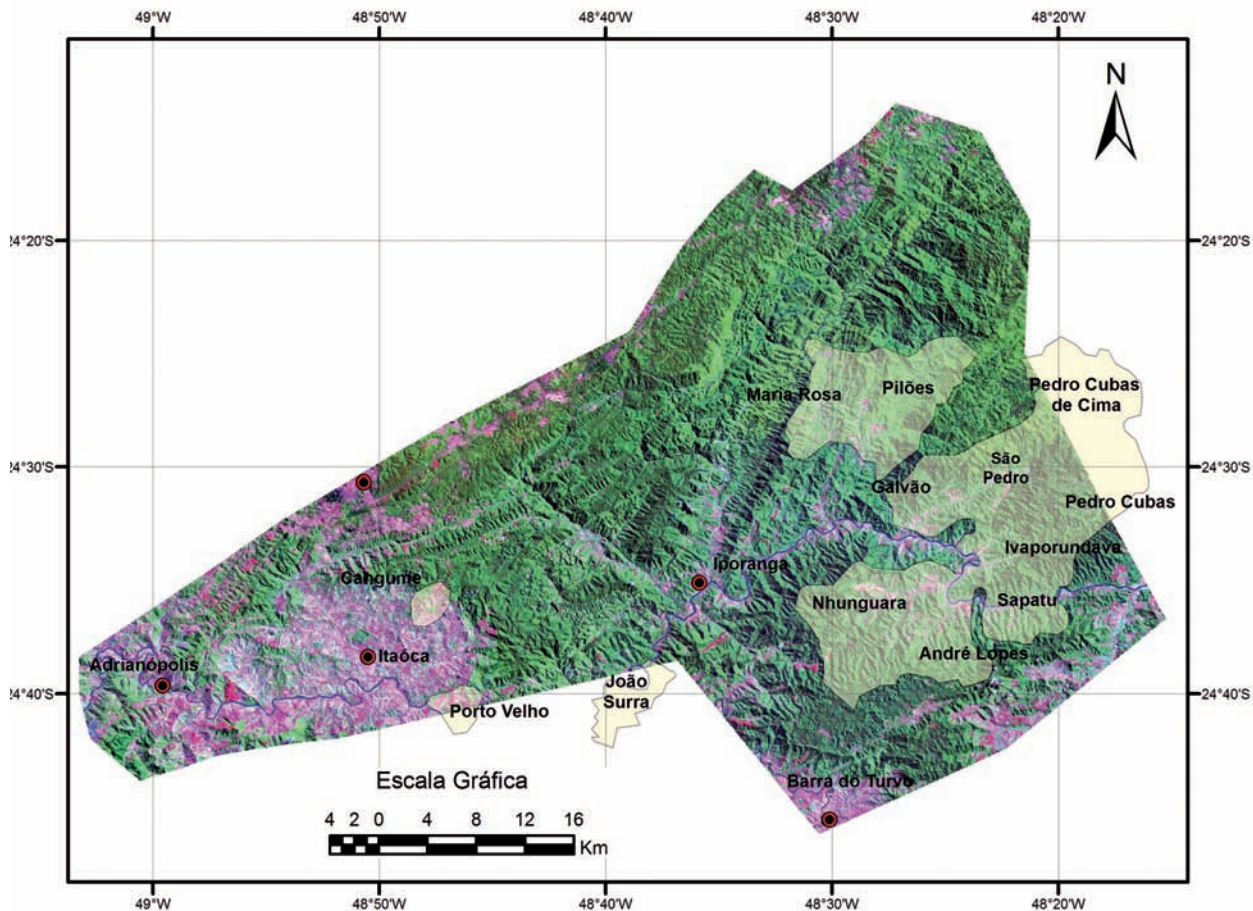 49°W 48°50'W 48°40'W 48°30'W 48°20'W
N
24°20'S 24°20'S
Pedro Cubas
de Cima
Maria Rosa
Pilões
São
Pedro
24°30'S 24°30'S
Galvão
Pedro Cubas
Ivaporundava
Iporanga
Cangume
Nhunguara
Sapatu
Itaóca
André Lopes
Adrianópolis
João
Surra
24°40'S 24°40'S
Porto Velho
Escala Gráfica
Barra do Turvo
4 2 0 4 8 12 16
Km
49°W 48°50'W 48°40'W 48°30'W 48°20'W